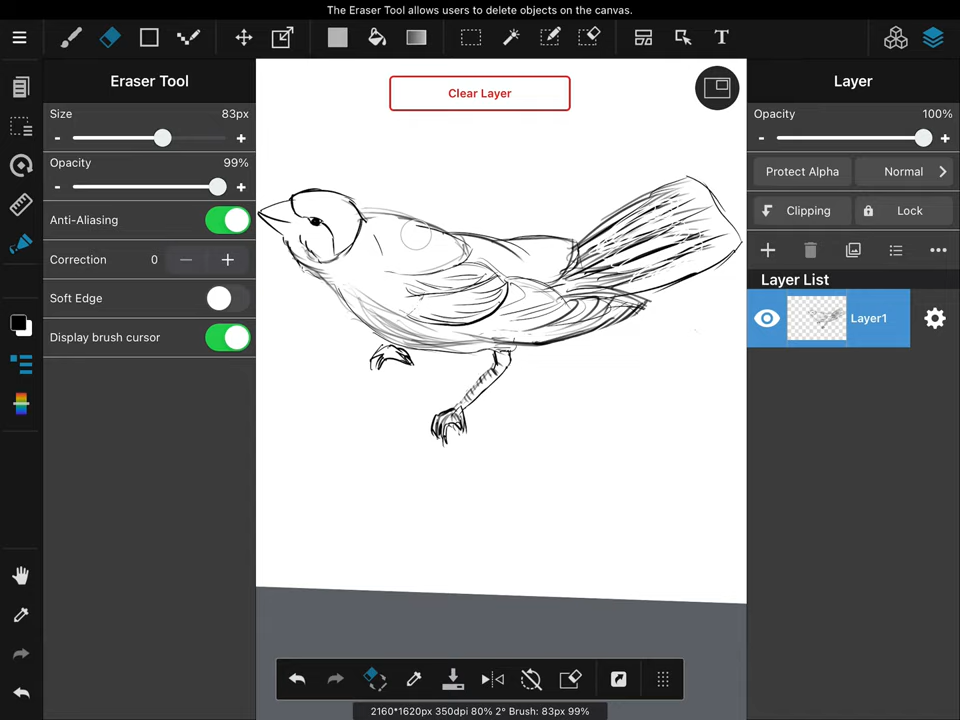 The Eraser Tool allows users to delete objects on the canvas.
T
Eraser Tool
Clear Layer
Layer
Size 83px
- +
Opacity 99%
- +
Anti-Aliasing
Correction 0 - +
Soft Edge
Display brush cursor
Opacity 100%
- +
Protect Alpha Normal
Clipping Lock
Layer List
Layer1
2160*1620px 350dpi 80% 2° Brush: 83px 99%